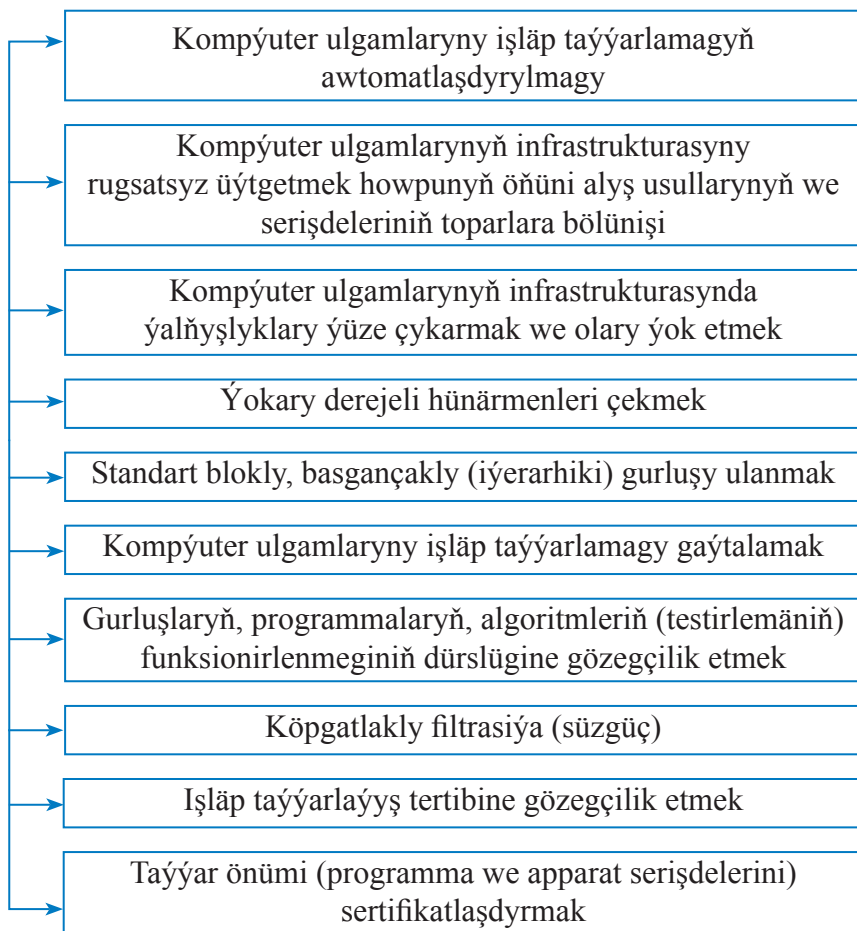 Kompýuter ulgamlaryny işläp taýýarlamagyň
awtomatlaşdyrylmagy
Kompýuter ulgamlarynyň infrastrukturasyny
rugsatsyz üýtgetmek howpunyň öňüni alyş usullarynyň we
serişdeleriniň toparlara bölünişi
Kompýuter ulgamlarynyň infrastrukturasynda
ýalňyşlyklary ýüze çykarmak we olary ýok etmek
Ýokary derejeli hünärmenleri çekmek
Standart blokly, basgançakly (iýerarhiki) gurluşy ulanmak
Kompýuter ulgamlaryny işläp taýýarlamagy gaýtalamak
Gurluşlaryň, programmalaryň, algoritmleriň (testirlemäniň)
funksionirlenmeginiň dürslügine gözegçilik etmek
Köpgatlakly filtrasiýa (süzgüç)
Işläp taýýarlaýyş tertibine gözegçilik etmek
Taýýar önümi (programma we apparat serişdelerini)
sertifikatlaşdyrmak